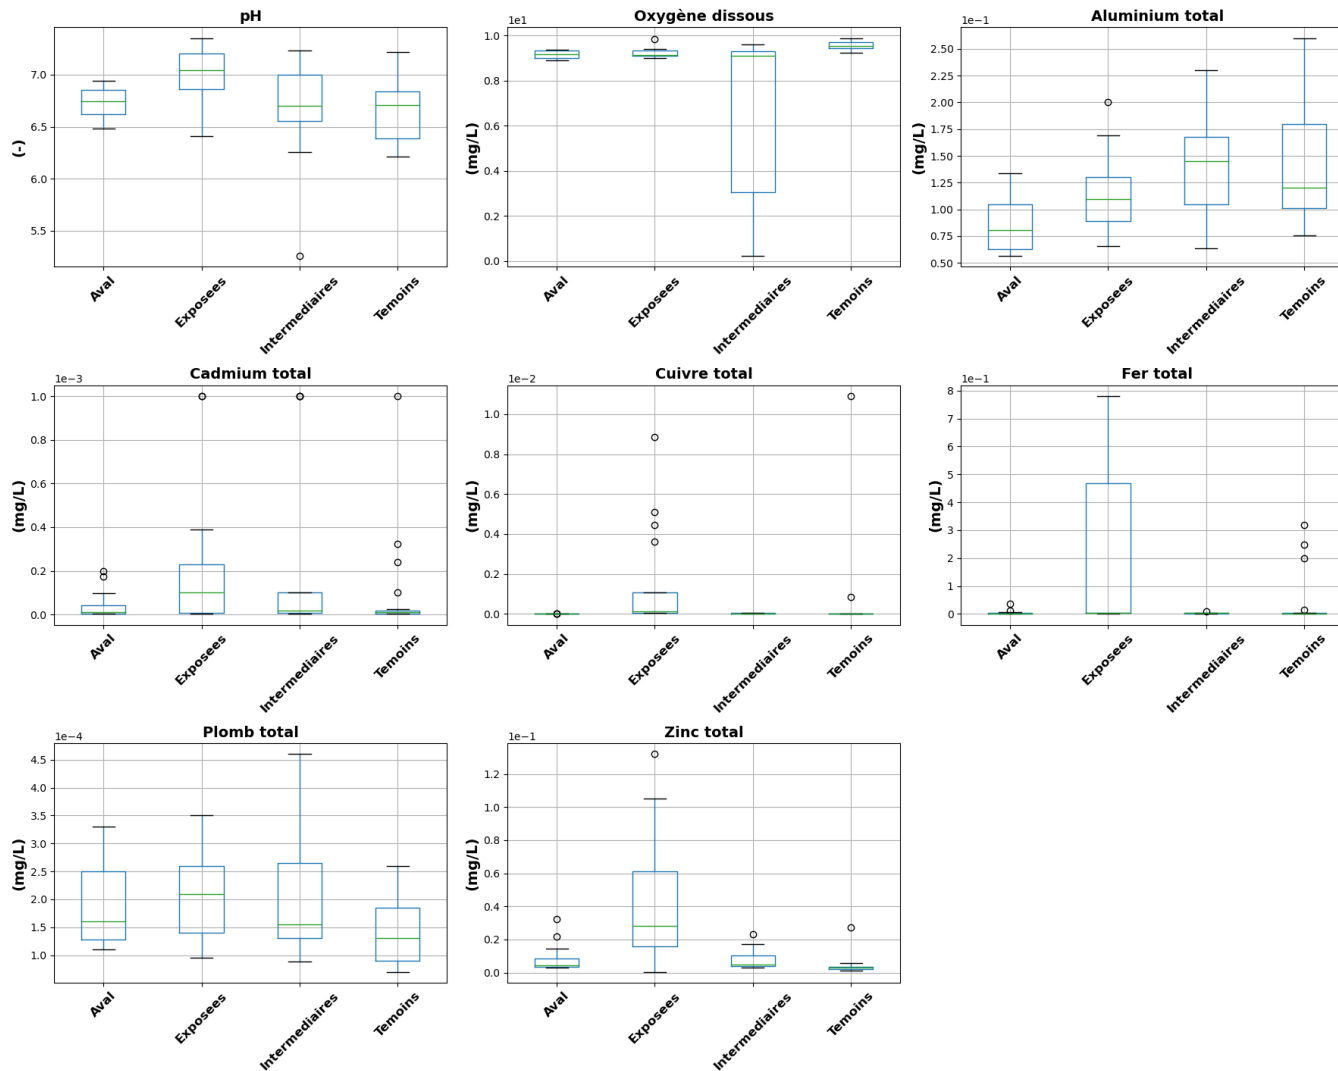 pH
(-)
7.0
6.5
6.0
5.5
Aval
Exposees
Intermediaires
Temoins
Oxygène dissous
1e1
(mg/L)
1.0
0.8
0.6
0.4
0.2
0.0
Aval
Exposees
Intermediaires
Temoins
Aluminium total
1e−1
(mg/L)
2.50
2.25
2.00
1.75
1.50
1.25
1.00
0.75
0.50
Aval
Exposees
Intermediaires
Temoins
Cadmium total
1e−3
(mg/L)
1.0
0.8
0.6
0.4
0.2
0.0
Aval
Exposees
Intermediaires
Temoins
Cuivre total
1e−2
(mg/L)
1.0
0.8
0.6
0.4
0.2
0.0
Aval
Exposees
Intermediaires
Temoins
Fer total
1e−1
(mg/L)
8
7
6
5
4
3
2
1
0
Aval
Exposees
Intermediaires
Temoins
Plomb total
1e−4
(mg/L)
4.5
4.0
3.5
3.0
2.5
2.0
1.5
1.0
Aval
Exposees
Intermediaires
Temoins
Zinc total
1e−1
(mg/L)
1.2
1.0
0.8
0.6
0.4
0.2
0.0
Aval
Exposees
Intermediaires
Temoins